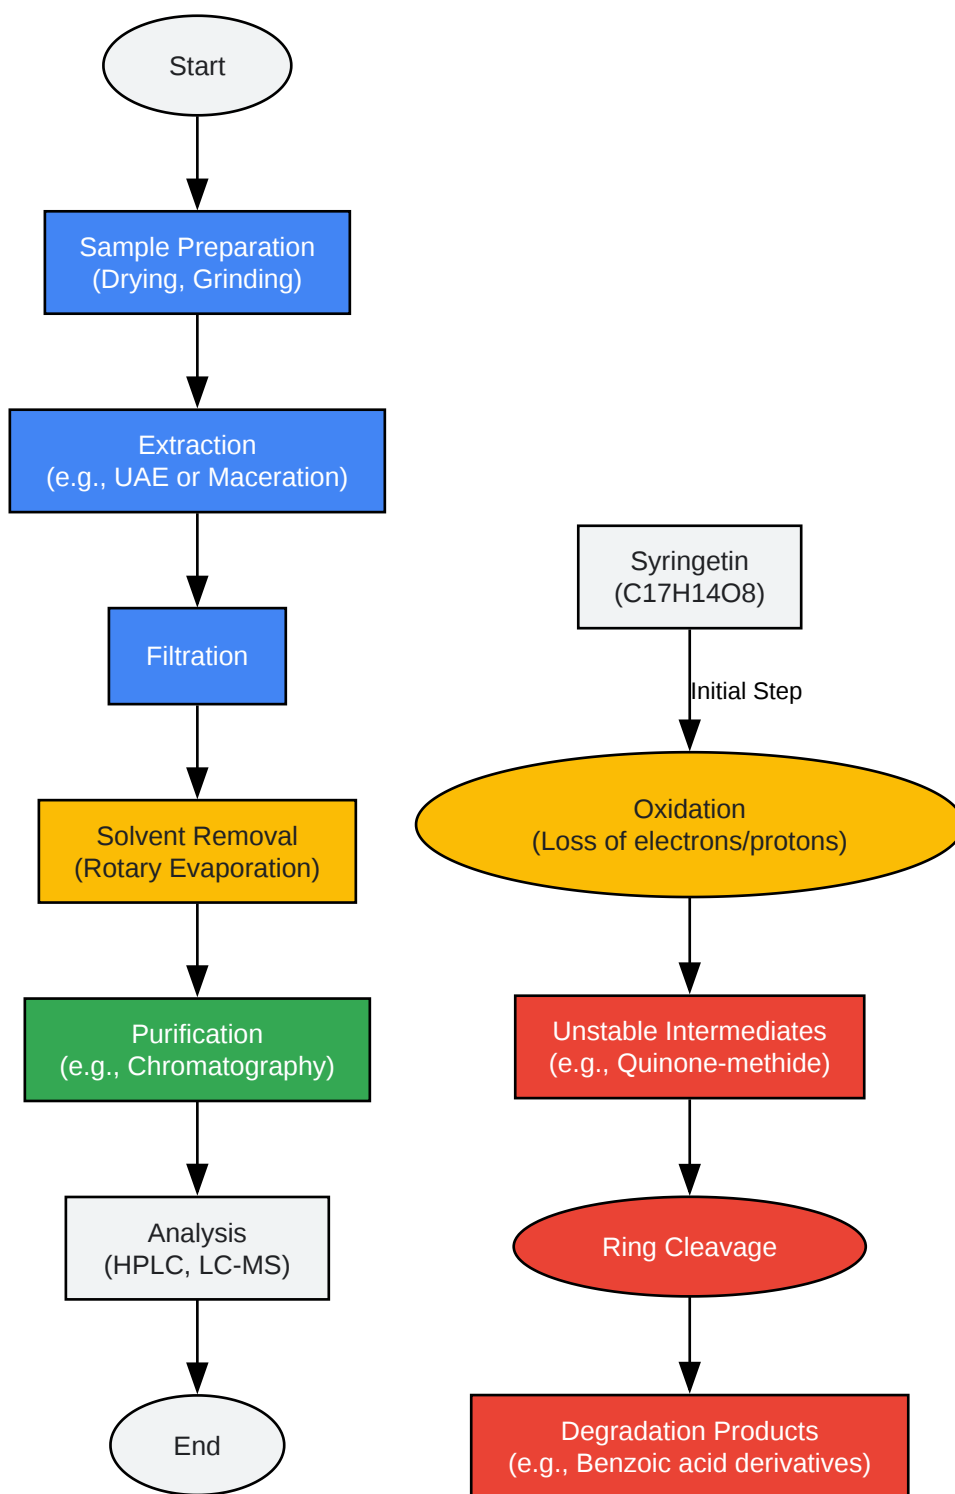 Start
Sample Preparation
(Drying, Grinding)
Extraction
(e.g., UAE or Maceration)
Filtration
Solvent Removal
(Rotary Evaporation)
Purification
(e.g., Chromatography)
Analysis
(HPLC, LC-MS)
End
Syringetin
(C17H14O8)
Initial Step
Oxidation
(Loss of electrons/protons)
Unstable Intermediates
(e.g., Quinone-methide)
Ring Cleavage
Degradation Products
(e.g., Benzoic acid derivatives)